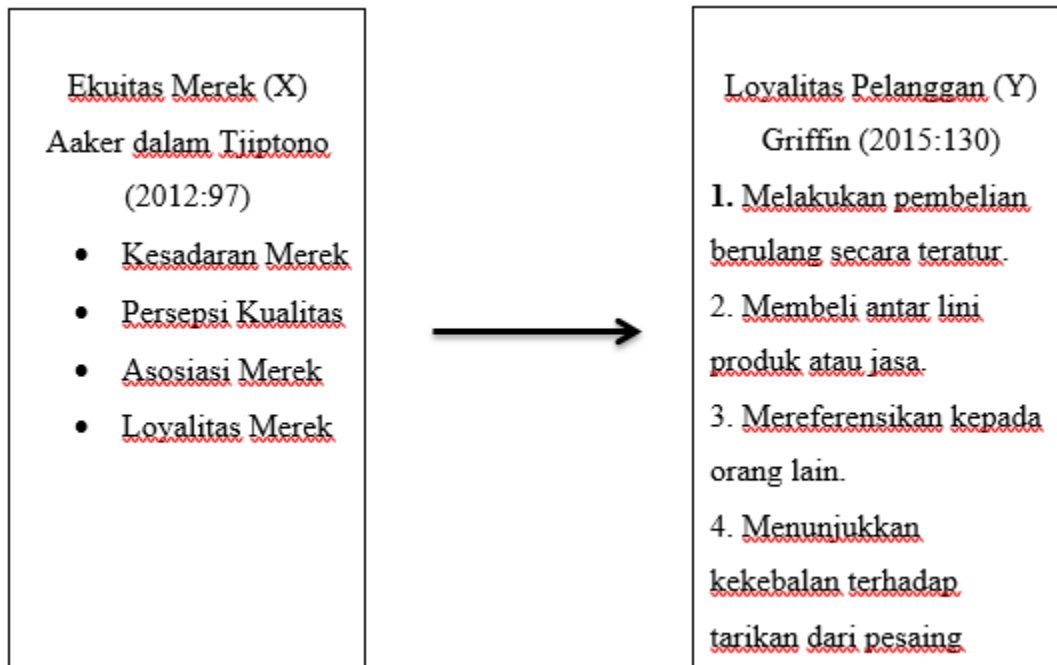 Ekuitas Merek (X)
Aaker dalam Tjiptono
(2012:97)
• Kesadaran Merek
• Persepsi Kualitas
• Asosiasi Merek
• Loyalitas Merek
Loyalitas Pelanggan (Y)
Griffin (2015:130)
1. Melakukan pembelian
berulang secara teratur.
2. Membeli antar lini
produk atau jasa.
3. Mereferensikan kepada
orang lain.
4. Menunjukkan
kekebalan terhadap
tarikan dari pesaing